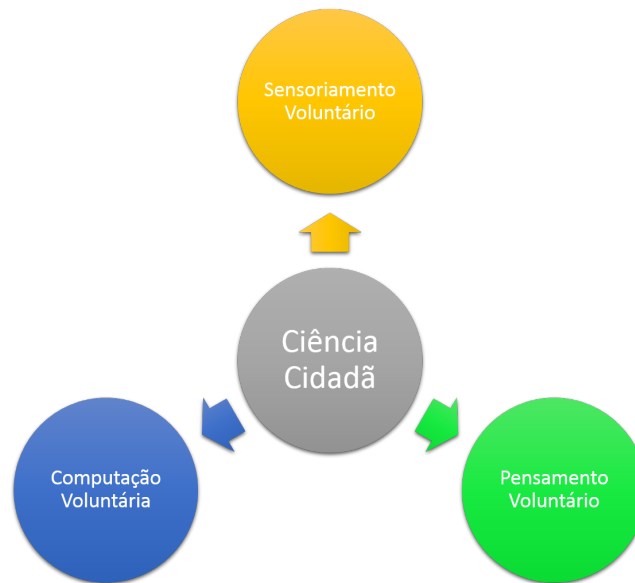 Sensoriamento
Voluntário
Ciência
Cidadã
Computação
Voluntária
Pensamento
Voluntário